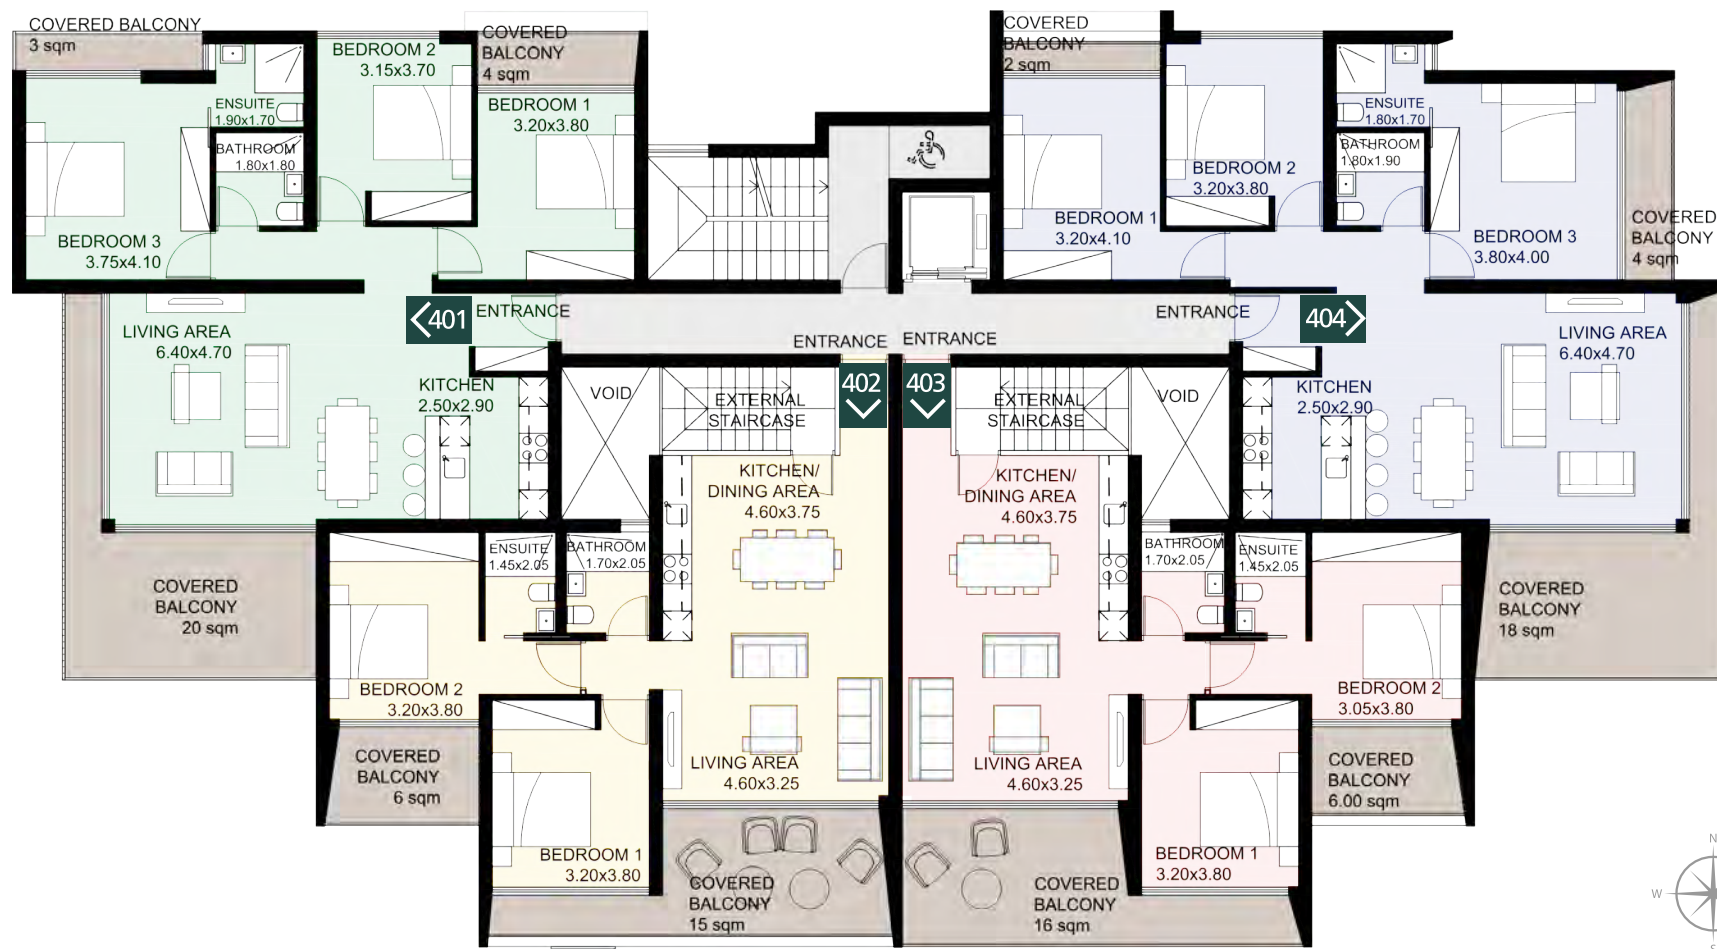 COVERED BALCONY
3 sqm
BEDROOM 2
3.15x3.70
COVERED
BALCONY
4 sqm
ENSUITE
1.90x1.70
BEDROOM 1
3.20x3.80
BATHROOM
1.80x1.80
BEDROOM 3
3.75x4.10
LIVING AREA
6.40x4.70
401
ENTRANCE
KITCHEN
2.50x2.90
COVERED
BALCONY
20 sqm
COVERED
BALCONY
2 sqm
BEDROOM 2
3.20x3.80
BEDROOM 1
3.20x4.10
ENSUITE
1.80x1.70
BATHROOM
1.80x1.90
BEDROOM 3
3.80x4.00
COVERED
BALCONY
4 sqm
ENTRANCE
404
LIVING AREA
6.40x4.70
KITCHEN
2.50x2.90
COVERED
BALCONY
18 sqm
ENTRANCE
402
VOID
EXTERNAL
STAIRCASE
KITCHEN/
DINING AREA
4.60x3.75
ENSUITE
1.45x2.05
BATHROOM
1.70x2.05
BEDROOM 2
3.20x3.80
LIVING AREA
4.60x3.25
COVERED
BALCONY
6 sqm
BEDROOM 1
3.20x3.80
COVERED
BALCONY
15 sqm
ENTRANCE
403
EXTERNAL
STAIRCASE
VOID
KITCHEN/
DINING AREA
4.60x3.75
BATHROOM
1.70x2.05
ENSUITE
1.45x2.05
BEDROOM 2
3.05x3.80
LIVING AREA
4.60x3.25
COVERED
BALCONY
6.00 sqm
BEDROOM 1
3.20x3.80
COVERED
BALCONY
16 sqm
N
W
S